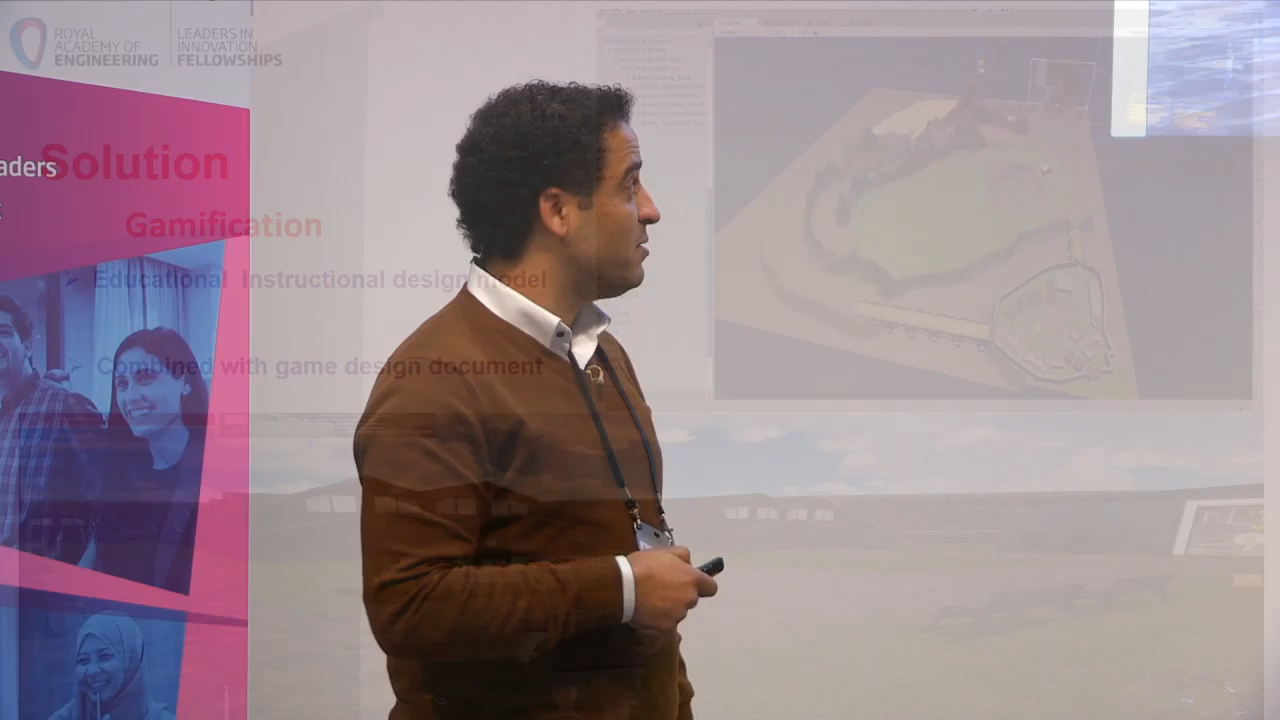 ROYAL
ACADEMY OF
ENGINEERING
LEADERS IN
INNOVATION
FELLOWSHIPS
aders
Solution
Gamification
Educational instructional design model
Combined with game design document